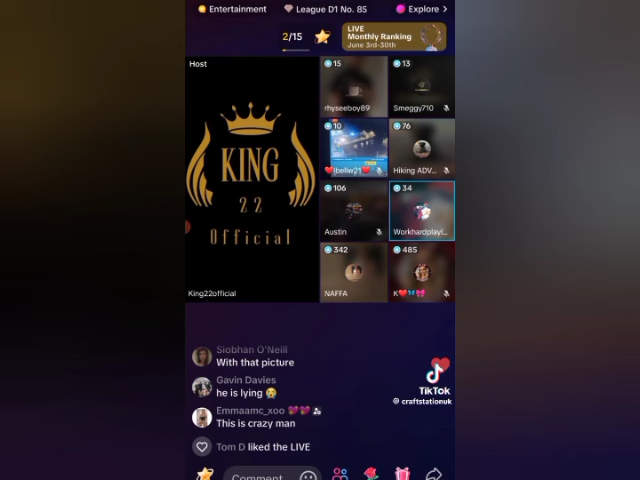 Entertainment
League D1 No. 85
Explore >
2/15
LIVE
Monthly Ranking
June 3rd-30th
Host
15
rhyseeboy89
13
Smeggy710
KING
22
Official
10
❤️lbellw21❤️
76
Hiking ADV...
106
Austin
34
Workhardplayl...
King22official
342
NAFFA
485
K❤️🦋🎀
Siobhan O'Neill
With that picture
Gavin Davies
he is lying 😭
Emmaamc_xoo 💝💝
This is crazy man
Tom D liked the LIVE
TikTok
@ craftstationuk
Comment